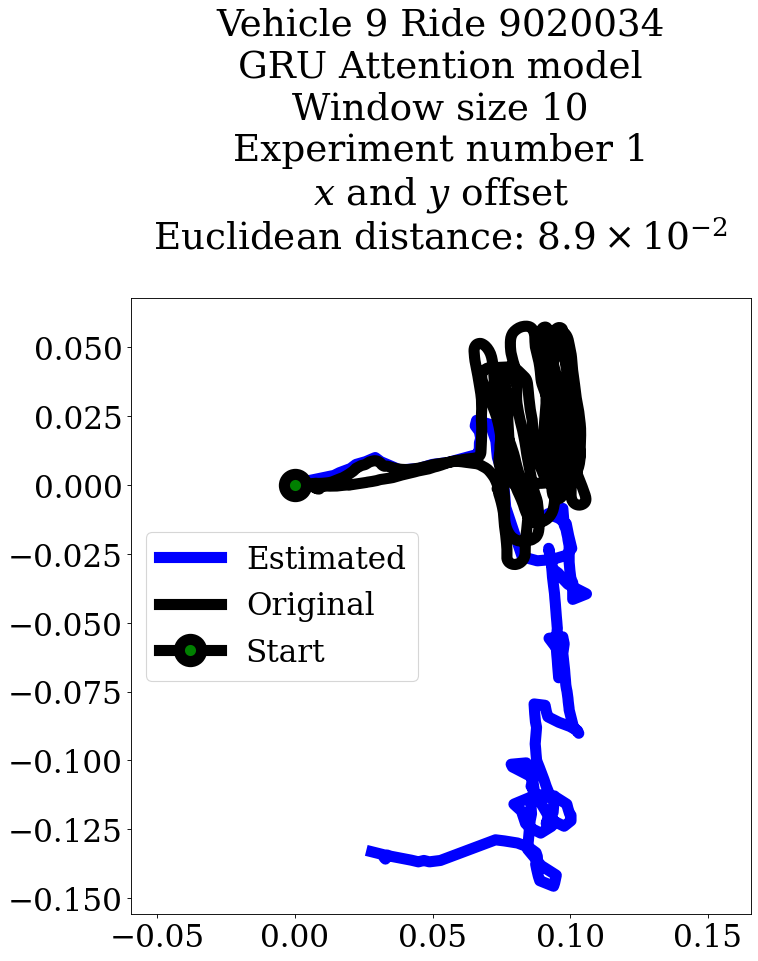 Vehicle 9 Ride 9020034
GRU Attention model
Window size 10
Experiment number 1
x and y offset
Euclidean distance: 8.9 × 10⁻²
0.050
0.025
0.000
−0.025
−0.050
−0.075
−0.100
−0.125
−0.150
Estimated
Original
Start
−0.05 0.00 0.05 0.10 0.15